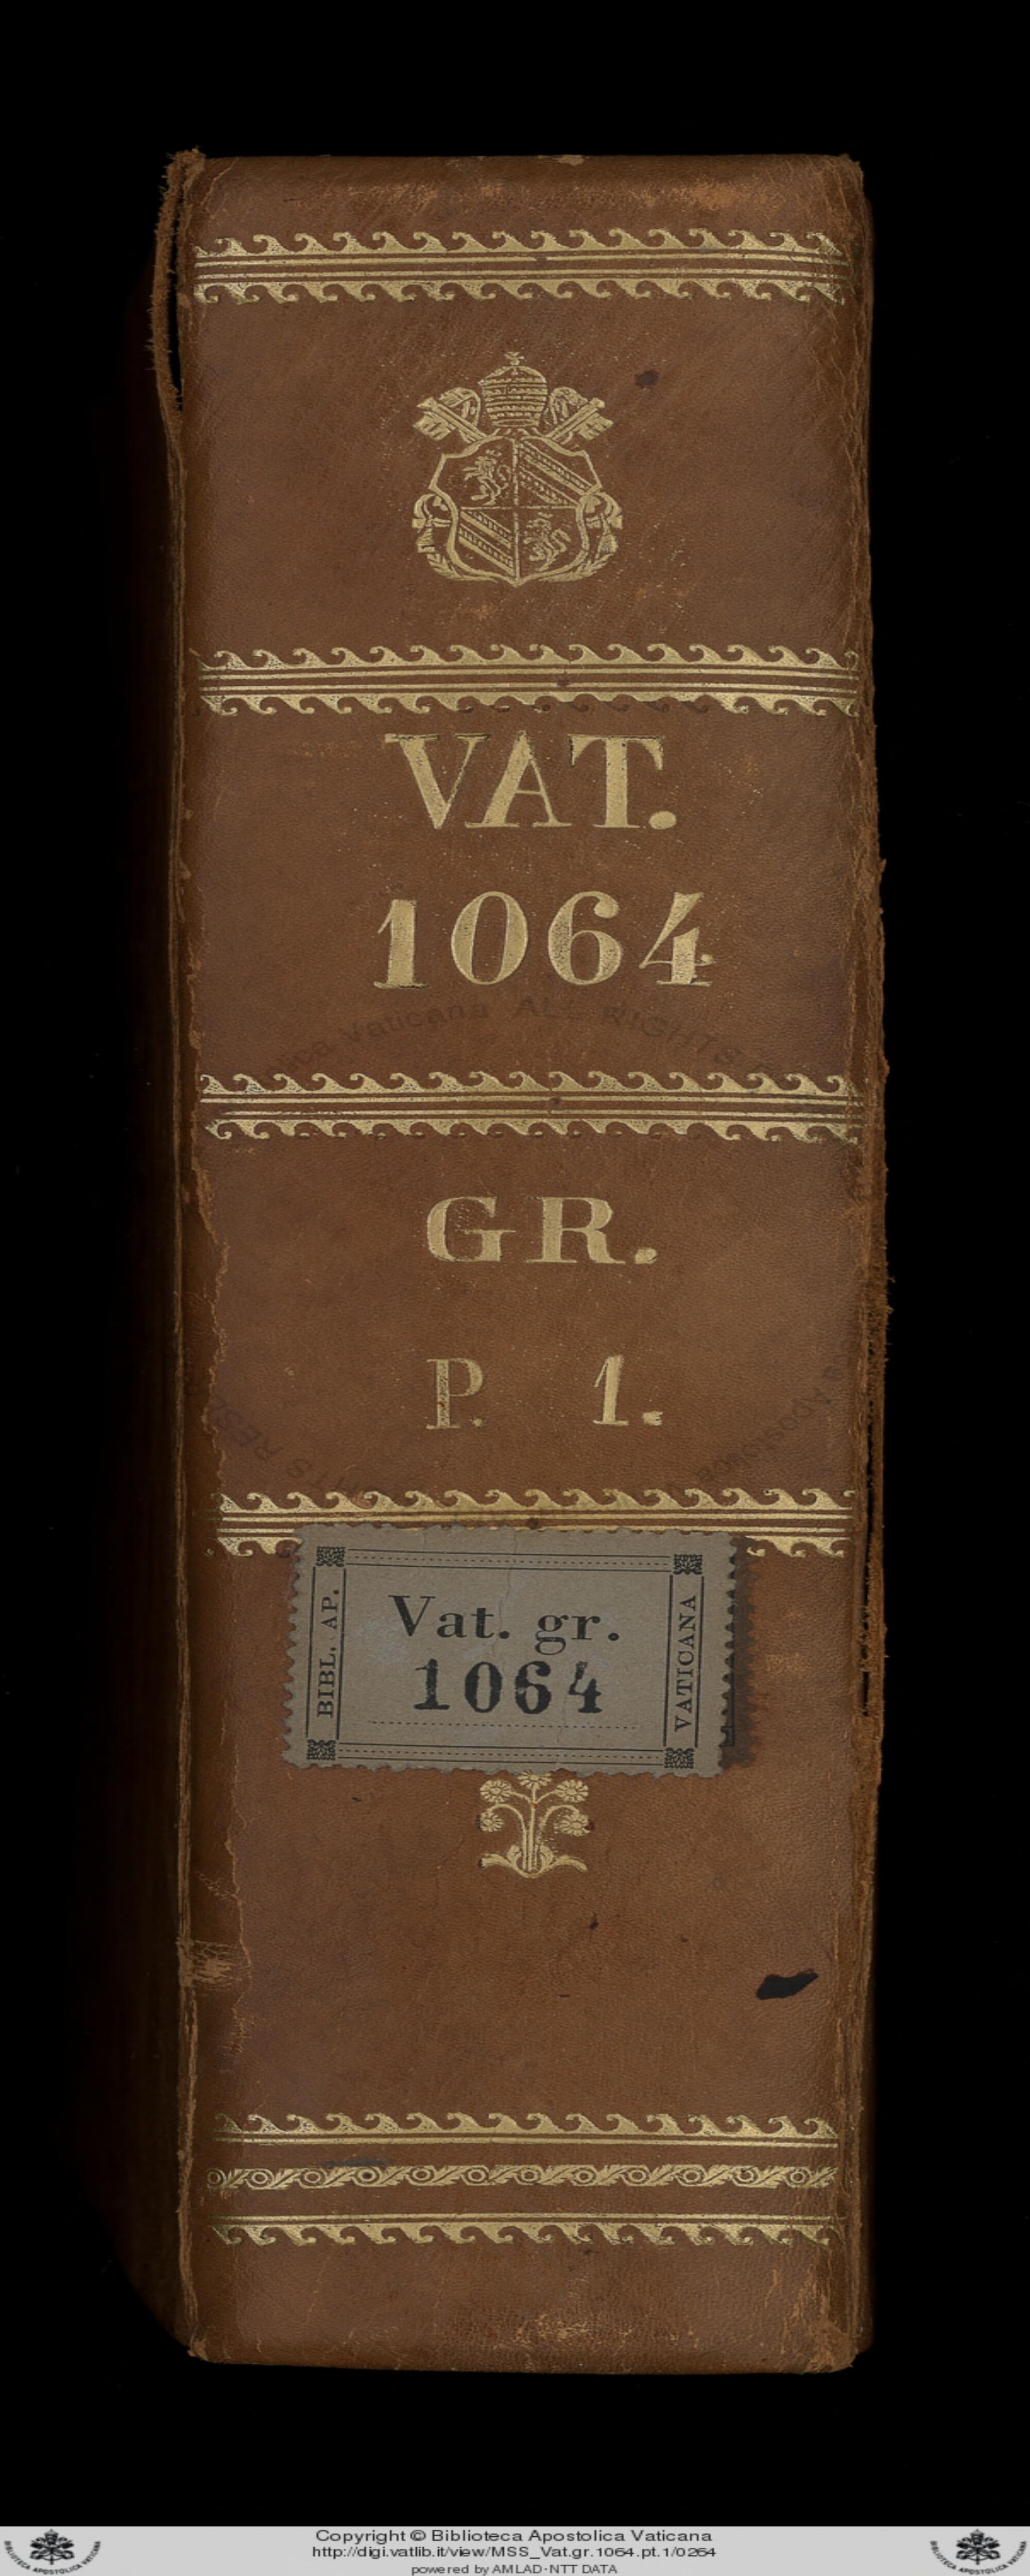 VAT.
1064
GR.
P. 1.
BIBL. AP.
Vat. gr.
1064
VATICANA
Copyright © Biblioteca Apostolica Vaticana
http://digi.vatlib.it/view/MSS_Vat.gr.1064.pt.1/0264
powered by AMLAD-NTT DATA